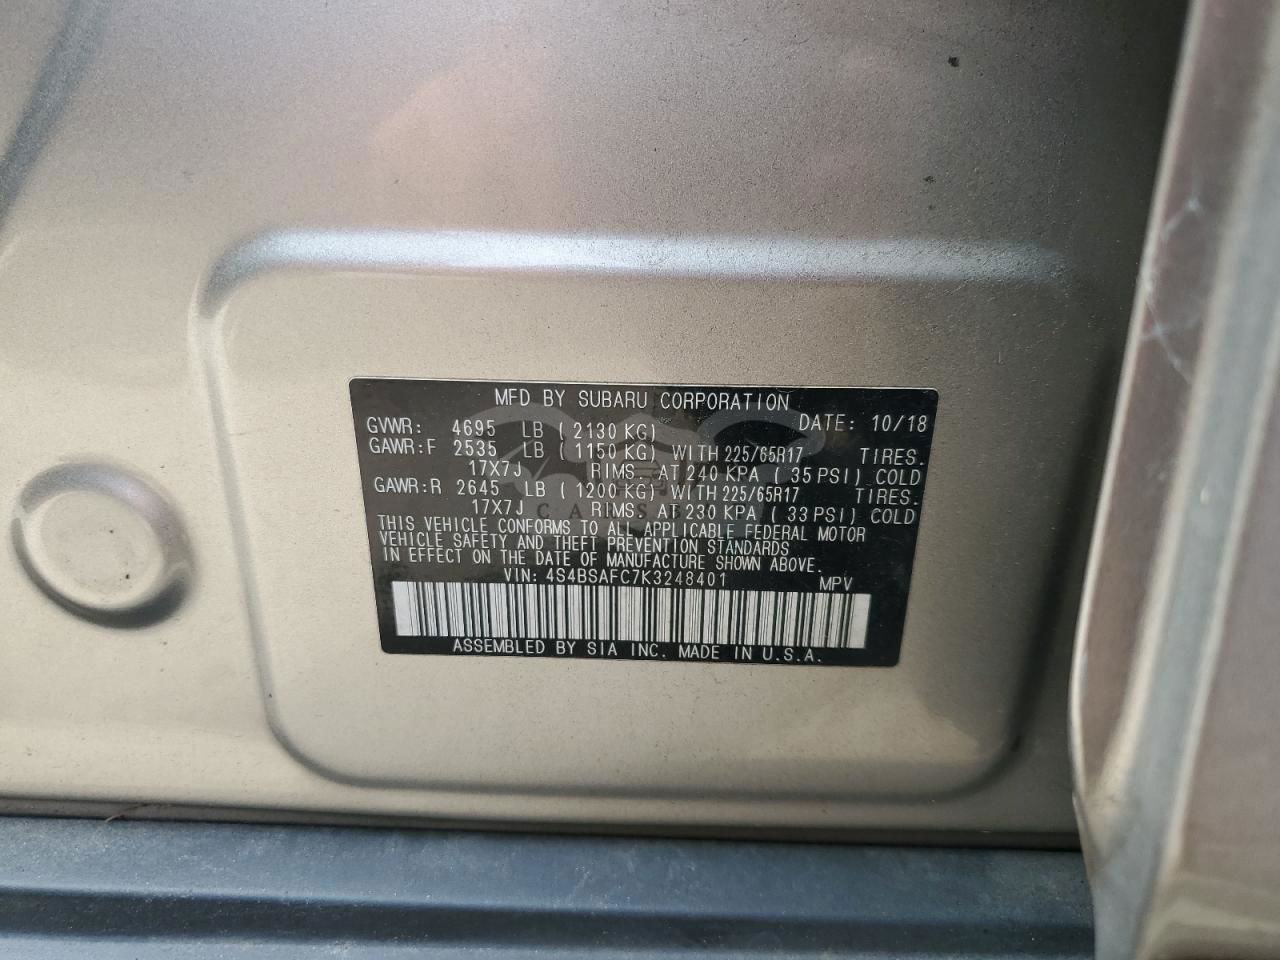 MFD BY SUBARU CORPORATION
GVWR: 4695 LB ( 2130 KG) DATE: 10/18
GAWR: F 2535 LB ( 1150 KG) WITH 225/65R17 TIRES.
17X7J RIMS. AT 240 KPA ( 35 PSI) COLD
GAWR: R 2645 LB ( 1200 KG) WITH 225/65R17 TIRES.
17X7J RIMS. AT 230 KPA ( 33 PSI) COLD
THIS VEHICLE CONFORMS TO ALL APPLICABLE FEDERAL MOTOR
VEHICLE SAFETY AND THEFT PREVENTION STANDARDS
IN EFFECT ON THE DATE OF MANUFACTURE SHOWN ABOVE.
VIN: 4S4BSAFC7K3248401 MPV
ASSEMBLED BY SIA INC. MADE IN U.S.A.